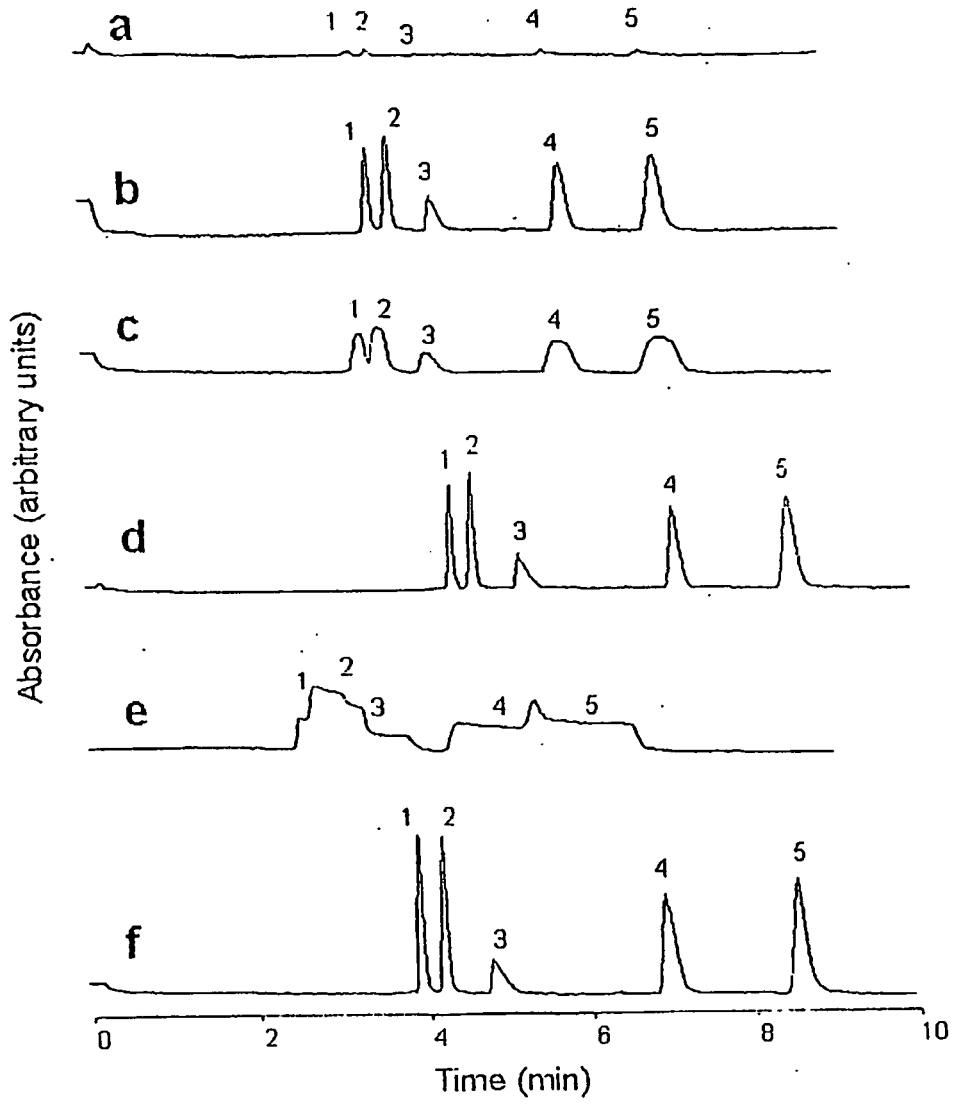 a 1 2 3 4 5
b 1 2 3 4 5
c 1 2 3 4 5
d 1 2 3 4 5
e 1 2 3 4 5
f 1 2 3 4 5
Absorbance (arbitrary units)
0 2 4 6 8 10
Time (min)